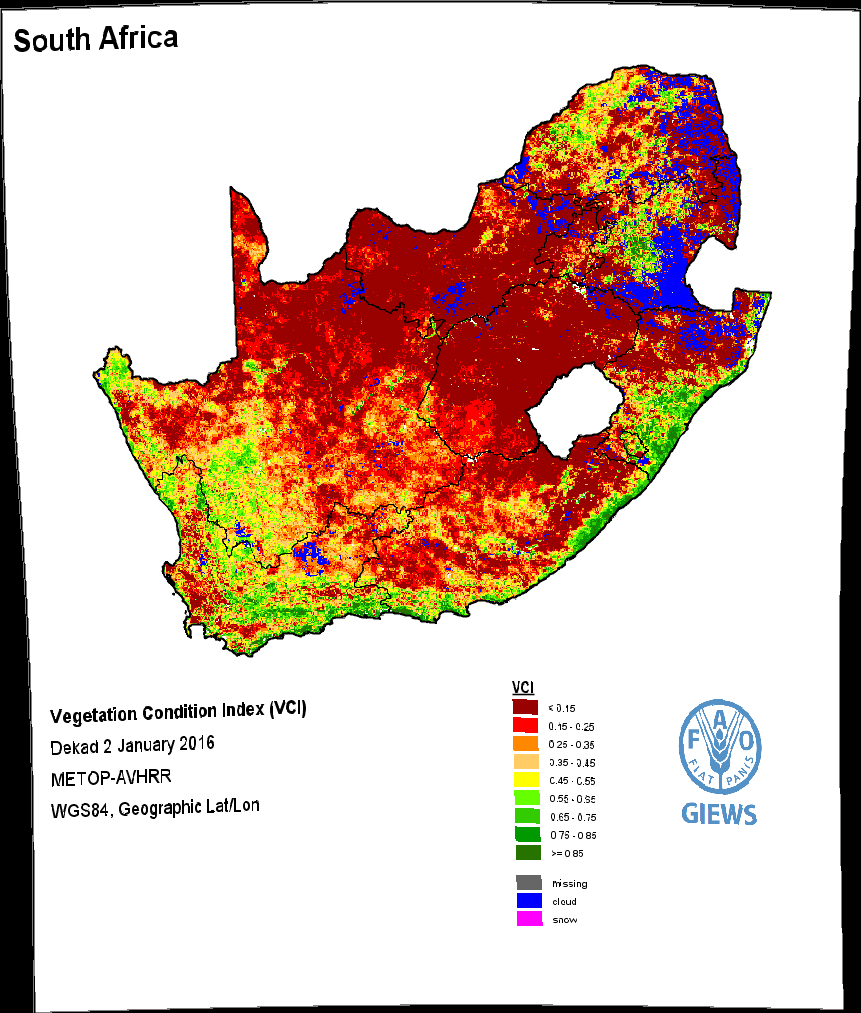 South Africa
Vegetation Condition Index (VCI)
Dekad 2 January 2016
METOP-AVHRR
WGS84, Geographic Lat/Lon
VCI
< 0.15
0.15 - 0.25
0.25 - 0.35
0.35 - 0.45
0.45 - 0.55
0.55 - 0.65
0.65 - 0.75
0.75 - 0.85
>= 0.85
missing
cloud
snow
F A O
FIAT PANIS
GIEWS